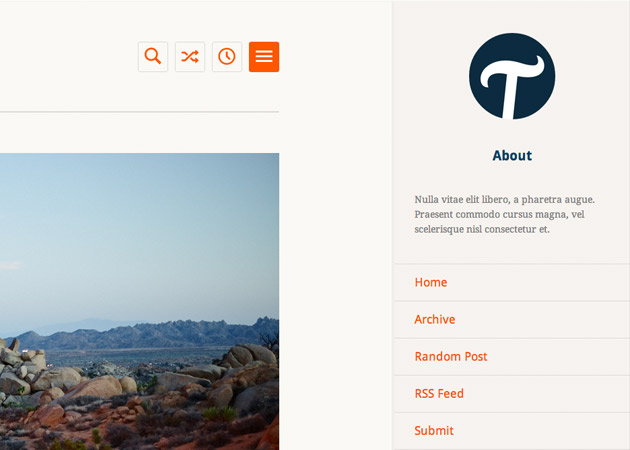 T
About
Nulla vitae elit libero, a pharetra augue.
Praesent commodo cursus magna, vel
scelerisque nisl consectetur et.
Home
Archive
Random Post
RSS Feed
Submit